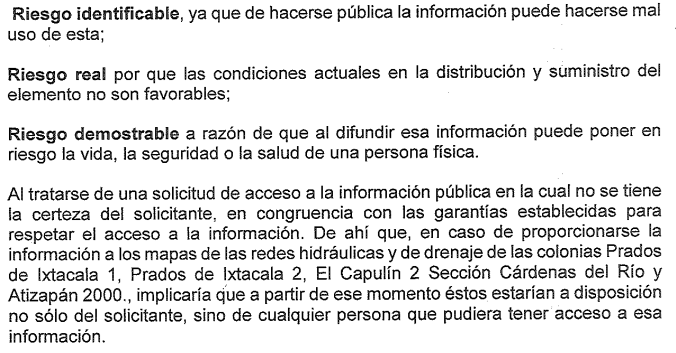 Riesgo identificable, ya que de hacerse pública la información puede hacerse mal
uso de esta;
Riesgo real por que las condiciones actuales en la distribución y suministro del
elemento no son favorables;
Riesgo demostrable a razón de que al difundir esa información puede poner en
riesgo la vida, la seguridad o la salud de una persona física.
Al tratarse de una solicitud de acceso a la información pública en la cual no se tiene
la certeza del solicitante, en congruencia con las garantías establecidas para
respetar el acceso a la información. De ahí que, en caso de proporcionarse la
información a los mapas de las redes hidráulicas y de drenaje de las colonias Prados
de Ixtacala 1, Prados de Ixtacala 2, El Capulín 2 Sección Cárdenas del Río y
Atizapán 2000., implicaría que a partir de ese momento éstos estarían a disposición
no sólo del solicitante, sino de cualquier persona que pudiera tener acceso a esa
información.